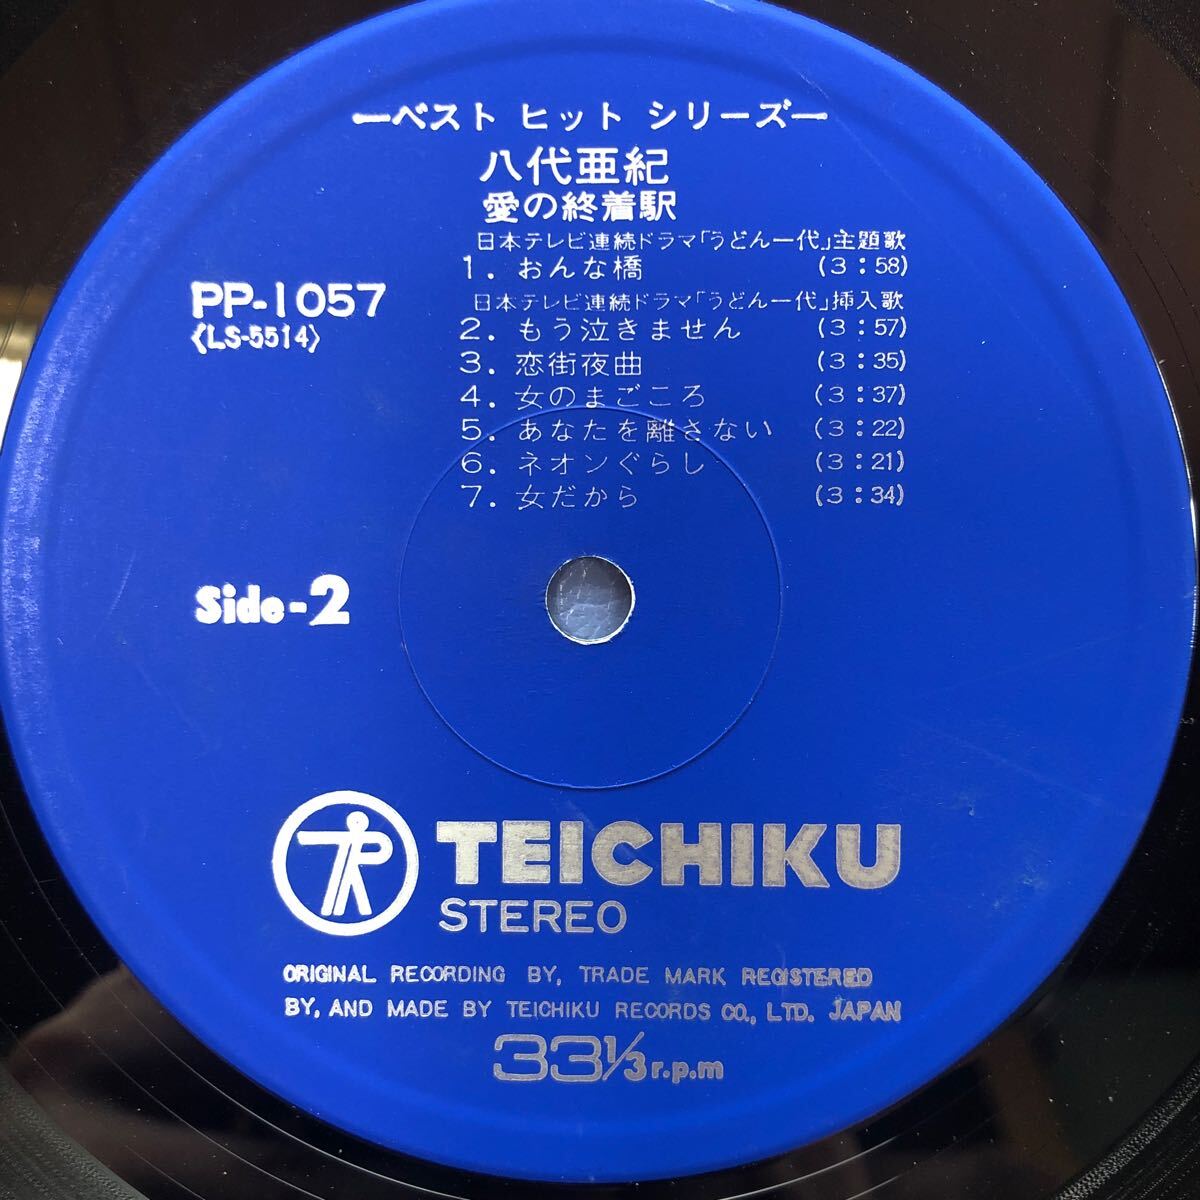 ―ベスト ヒット シリーズ―
八代亜紀
愛の終着駅
日本テレビ連続ドラマ「うどん一代」主題歌
1. おんな橋 (3:58)
日本テレビ連続ドラマ「うどん一代」挿入歌
2. もう泣きません (3:57)
3. 恋街夜曲 (3:35)
4. 女のまごころ (3:37)
5. あなたを離さない (3:22)
6. ネオンぐらし (3:21)
7. 女だから (3:34)
PP-1057
《LS-5514》
Side-2
TEICHIKU
STEREO
ORIGINAL RECORDING BY, TRADE MARK REGISTERED
BY, AND MADE BY TEICHIKU RECORDS CO., LTD. JAPAN
33⅓ r.p.m